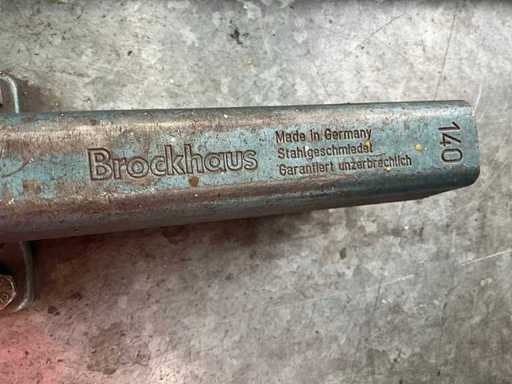 Brockhaus
Made in Germany
Stahlgeschmiedet
Garantiert unzerbrechlich
140